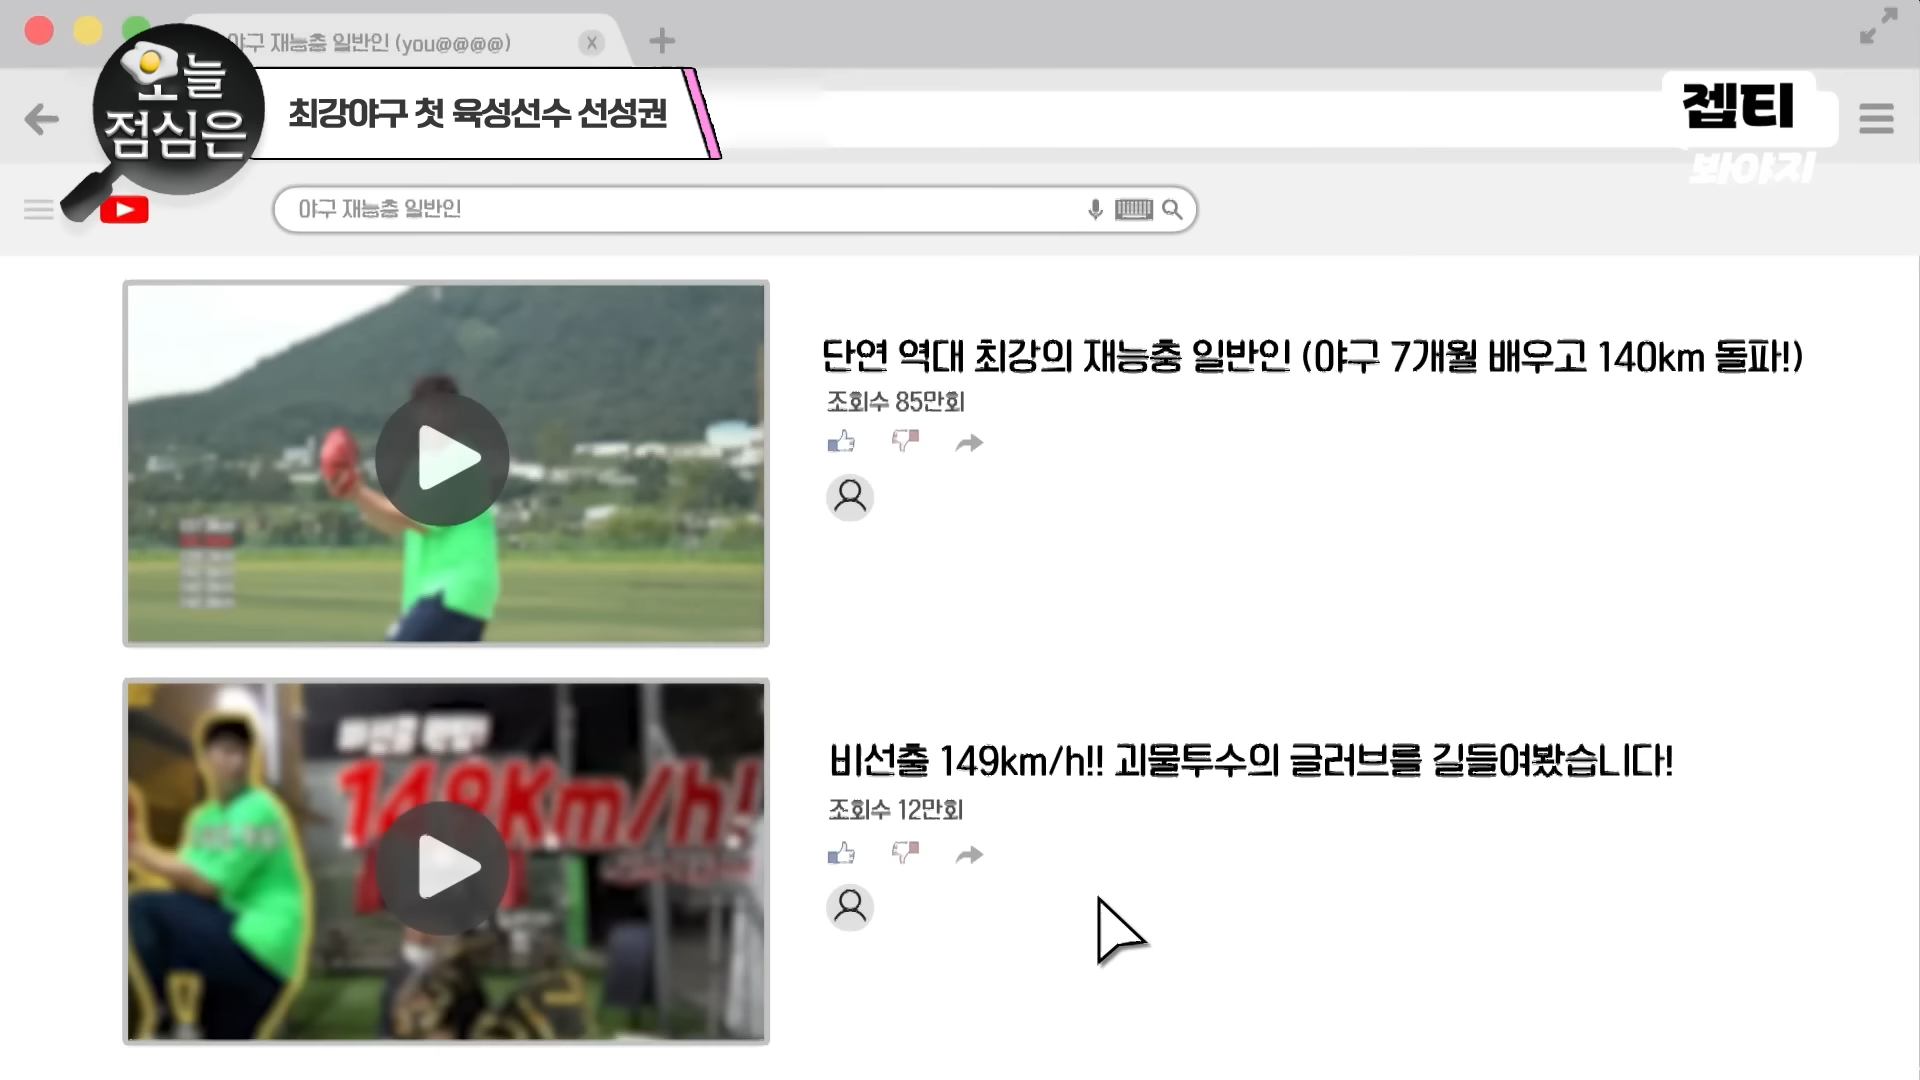 야구 재능충 일반인 (you@@@@)
오늘
점심은
최강야구 첫 육성선수 선성권
젭티
봐야지
야구 재능충 일반인
단연 역대 최강의 재능충 일반인 (야구 7개월 배우고 140km 돌파!)
조회수 85만회
비선출 149km/h!! 괴물투수의 글러브를 길들여봤습니다!
조회수 12만회
149Km/h!